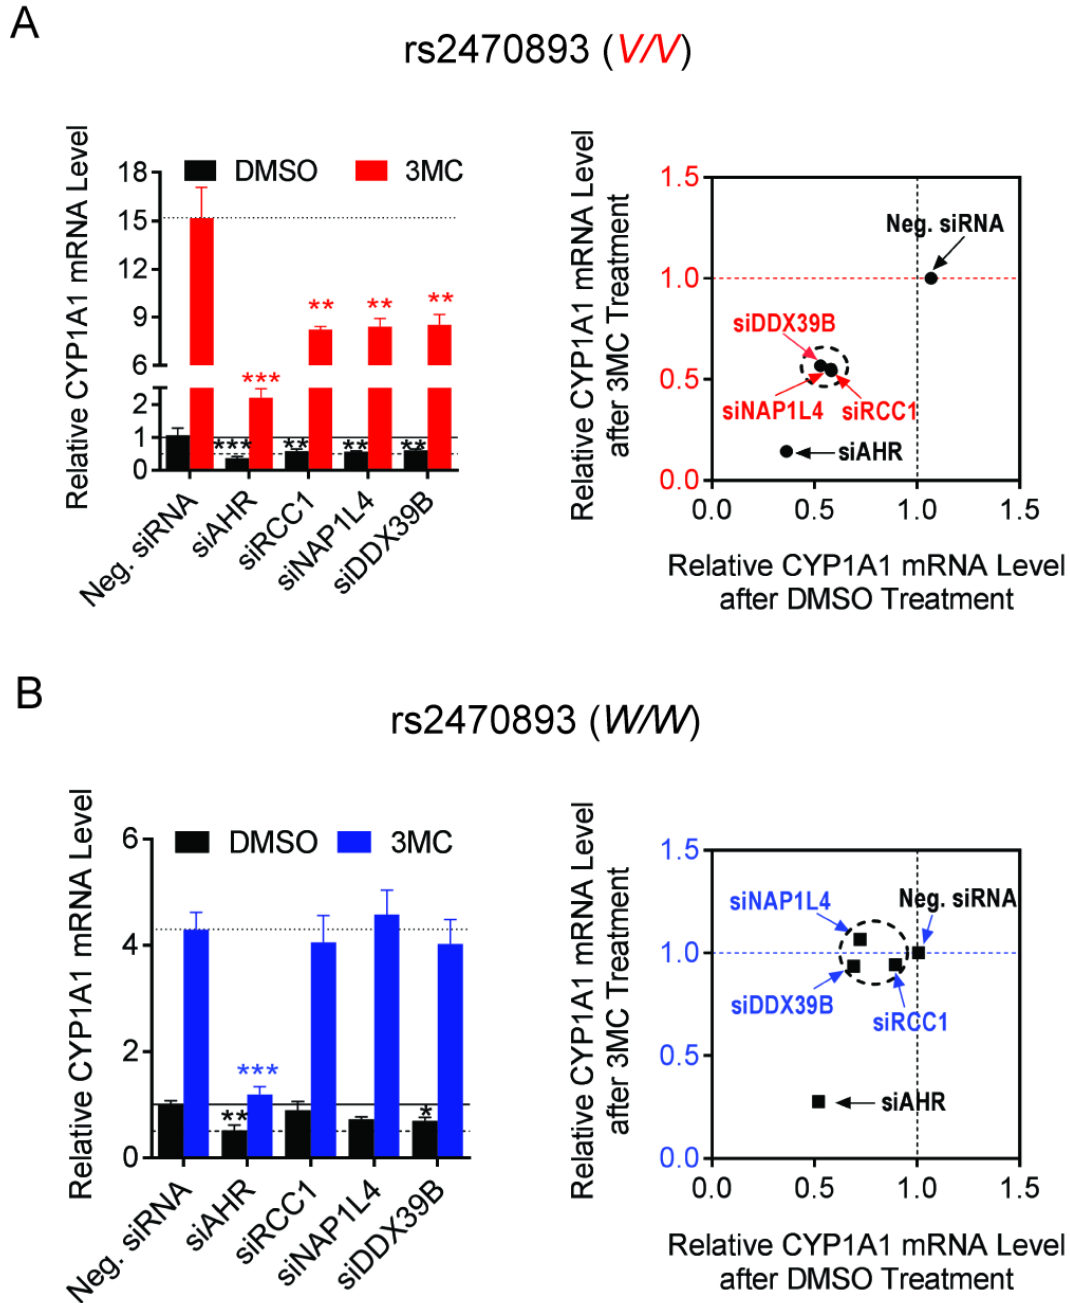 A
rs2470893 (V/V)
Relative CYP1A1 mRNA Level
DMSO
3MC
18
15
12
9
6
2
1
0
**
**
**
***
***
**
**
**
Neg. siRNA
siAHR
siRCC1
siNAP1L4
siDDX39B
Relative CYP1A1 mRNA Level
after 3MC Treatment
1.5
1.0
0.5
0.0
Neg. siRNA
siDDX39B
siNAP1L4
siRCC1
siAHR
0.0
0.5
1.0
1.5
Relative CYP1A1 mRNA Level
after DMSO Treatment
B
rs2470893 (W/W)
Relative CYP1A1 mRNA Level
DMSO
3MC
6
4
2
0
***
**
*
Neg. siRNA
siAHR
siRCC1
siNAP1L4
siDDX39B
Relative CYP1A1 mRNA Level
after 3MC Treatment
1.5
1.0
0.5
0.0
siNAP1L4
Neg. siRNA
siDDX39B
siRCC1
siAHR
0.0
0.5
1.0
1.5
Relative CYP1A1 mRNA Level
after DMSO Treatment